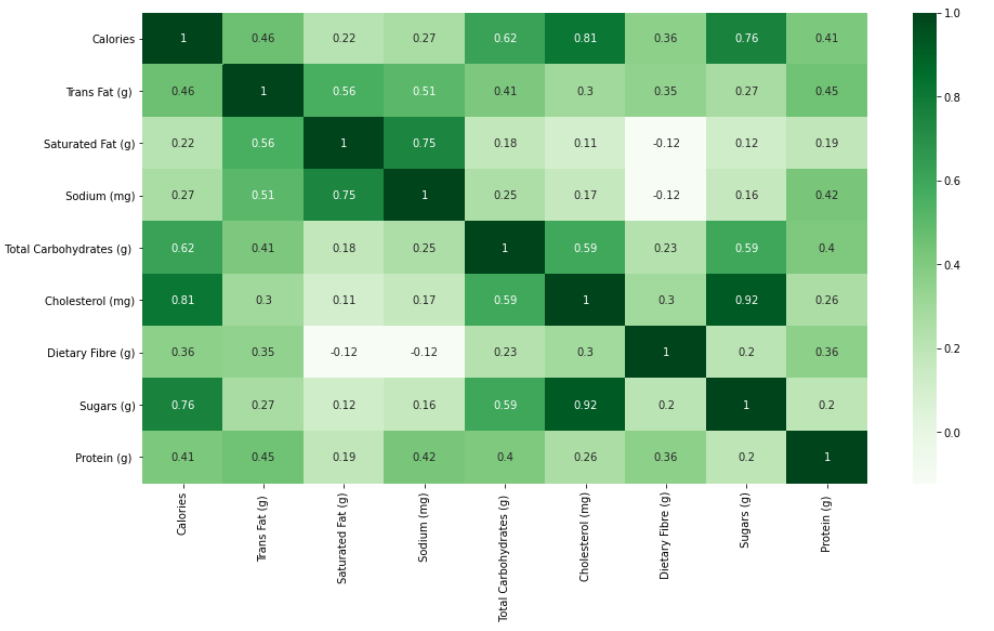 Calories 1 0.46 0.22 0.27 0.62 0.81 0.36 0.76 0.41
Trans Fat (g) 0.46 1 0.56 0.51 0.41 0.3 0.35 0.27 0.45
Saturated Fat (g) 0.22 0.56 1 0.75 0.18 0.11 -0.12 0.12 0.19
Sodium (mg) 0.27 0.51 0.75 1 0.25 0.17 -0.12 0.16 0.42
Total Carbohydrates (g) 0.62 0.41 0.18 0.25 1 0.59 0.23 0.59 0.4
Cholesterol (mg) 0.81 0.3 0.11 0.17 0.59 1 0.3 0.92 0.26
Dietary Fibre (g) 0.36 0.35 -0.12 -0.12 0.23 0.3 1 0.2 0.36
Sugars (g) 0.76 0.27 0.12 0.16 0.59 0.92 0.2 1 0.2
Protein (g) 0.41 0.45 0.19 0.42 0.4 0.26 0.36 0.2 1
Calories
Trans Fat (g)
Saturated Fat (g)
Sodium (mg)
Total Carbohydrates (g)
Cholesterol (mg)
Dietary Fibre (g)
Sugars (g)
Protein (g)
1.0
0.8
0.6
0.4
0.2
0.0